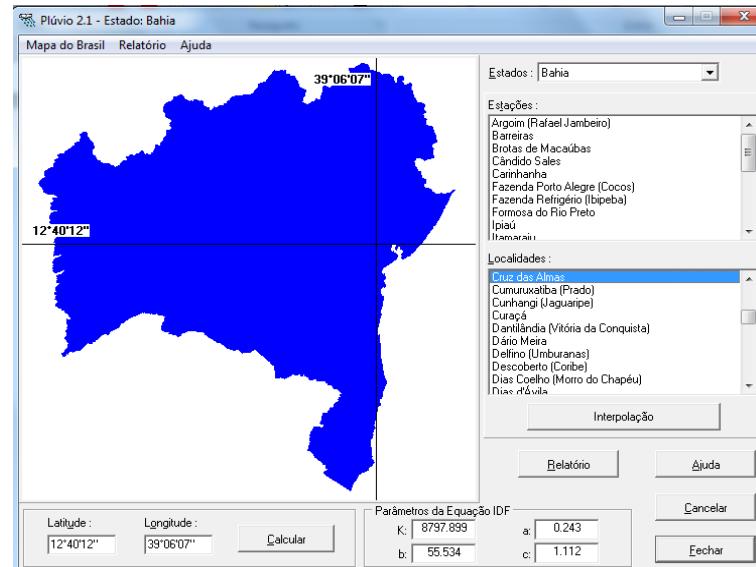 Plúvio 2.1 - Estado: Bahia
Mapa do Brasil Relatório Ajuda
39°06'07"
12°40'12"
Estados : Bahia
Estações :
Argoim (Rafael Jambeiro)
Barreiras
Brotas de Macaúbas
Cândido Sales
Carinhanha
Fazenda Porto Alegre (Cocos)
Fazenda Refrigério (Ibipeba)
Formosa do Rio Preto
Ipiaú
Itamaraju
Localidades :
Cruz das Almas
Cumuruxatiba (Prado)
Cunhangi (Jaguaripe)
Curaçá
Dantilândia (Vitória da Conquista)
Dário Meira
Delfino (Umburanas)
Descoberto (Coribe)
Dias Coelho (Morro do Chapéu)
Dias d'Ávila
Interpolação
Relatório Ajuda
Cancelar
Fechar
Latitude : Longitude :
12°40'12" 39°06'07" Calcular
Parâmetros da Equação IDF
K: 8797.899 a: 0.243
b: 55.534 c: 1.112